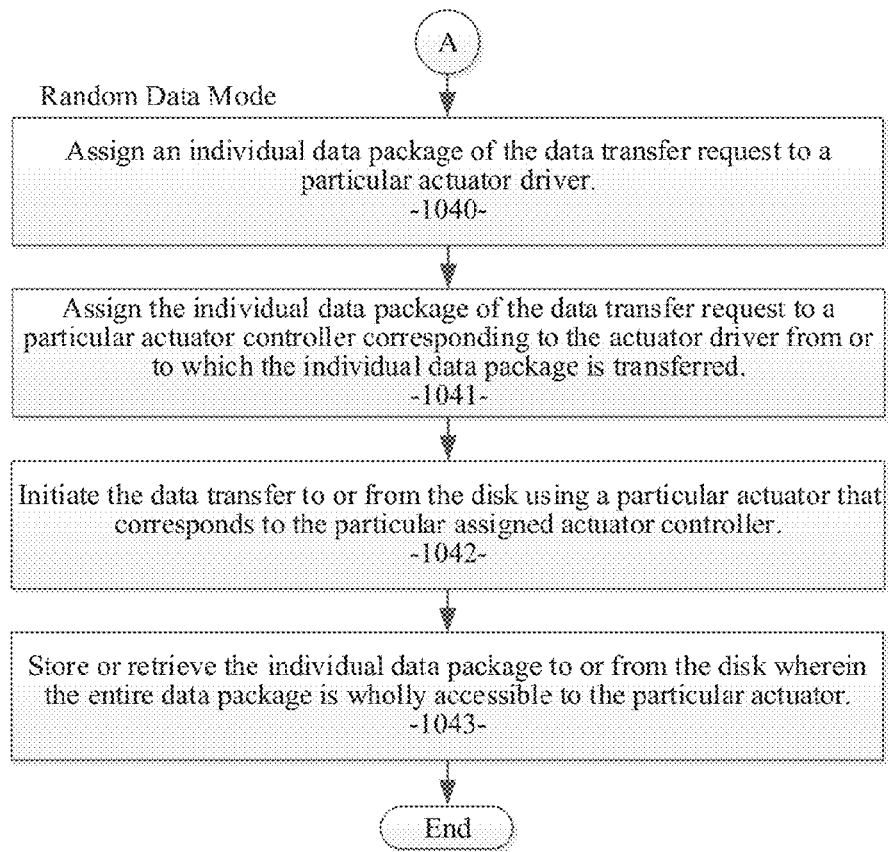 A
Random Data Mode
Assign an individual data package of the data transfer request to a
particular actuator driver.
-1040-
Assign the individual data package of the data transfer request to a
particular actuator controller corresponding to the actuator driver from or
to which the individual data package is transferred.
-1041-
Initiate the data transfer to or from the disk using a particular actuator that
corresponds to the particular assigned actuator controller.
-1042-
Store or retrieve the individual data package to or from the disk wherein
the entire data package is wholly accessible to the particular actuator.
-1043-
End